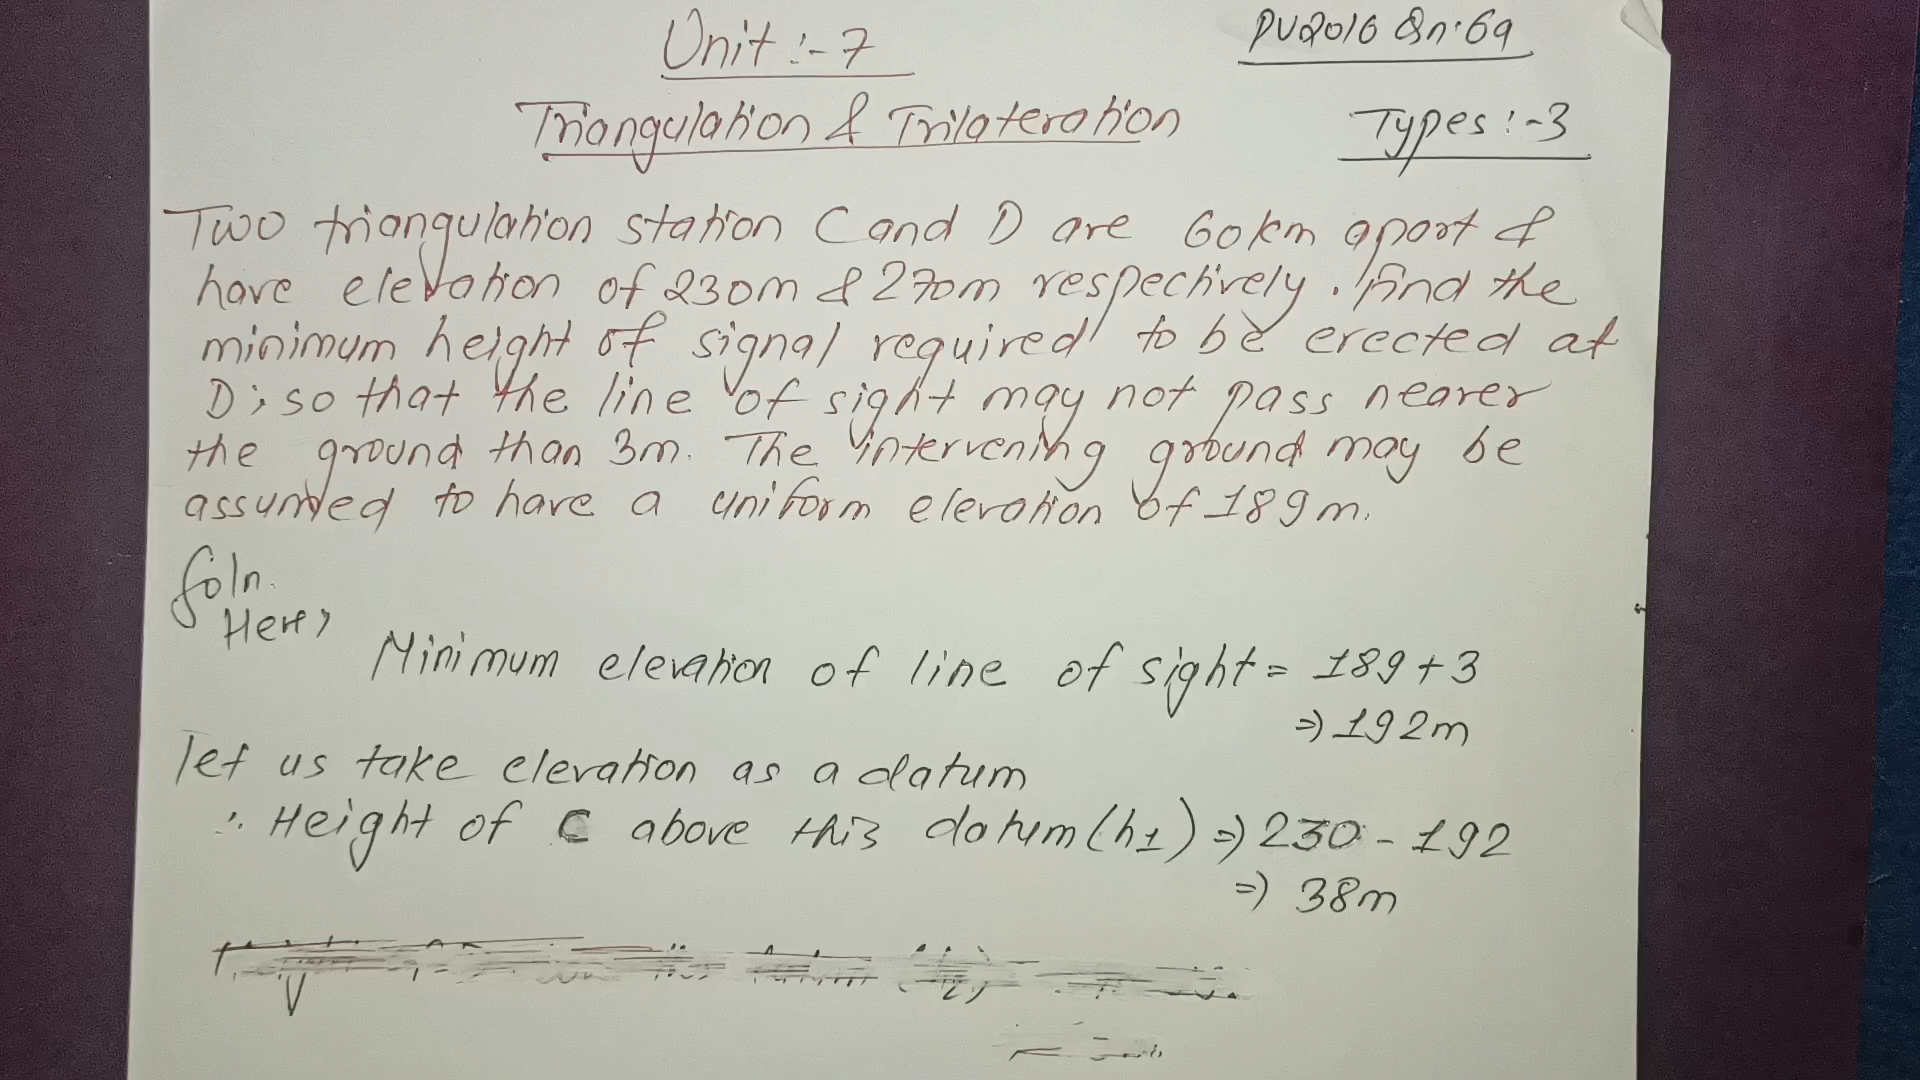 Unit :- 7
PU2016 Qn.6a
Triangulation & Trilateration
Types :- 3
Two triangulation station C and D are 60km apart &
have elevation of 230m & 270m respectively. find the
minimum height of signal required to be erected at
D; so that the line of sight may not pass nearer
the ground than 3m. The intervening ground may be
assumed to have a uniform elevation of 189m.
Soln.
Here,
Minimum elevation of line of sight = 189 + 3
⇒ 192m
let us take elevation as a datum
∴ Height of C above this datum (h1) ⇒ 230 - 192
⇒ 38m